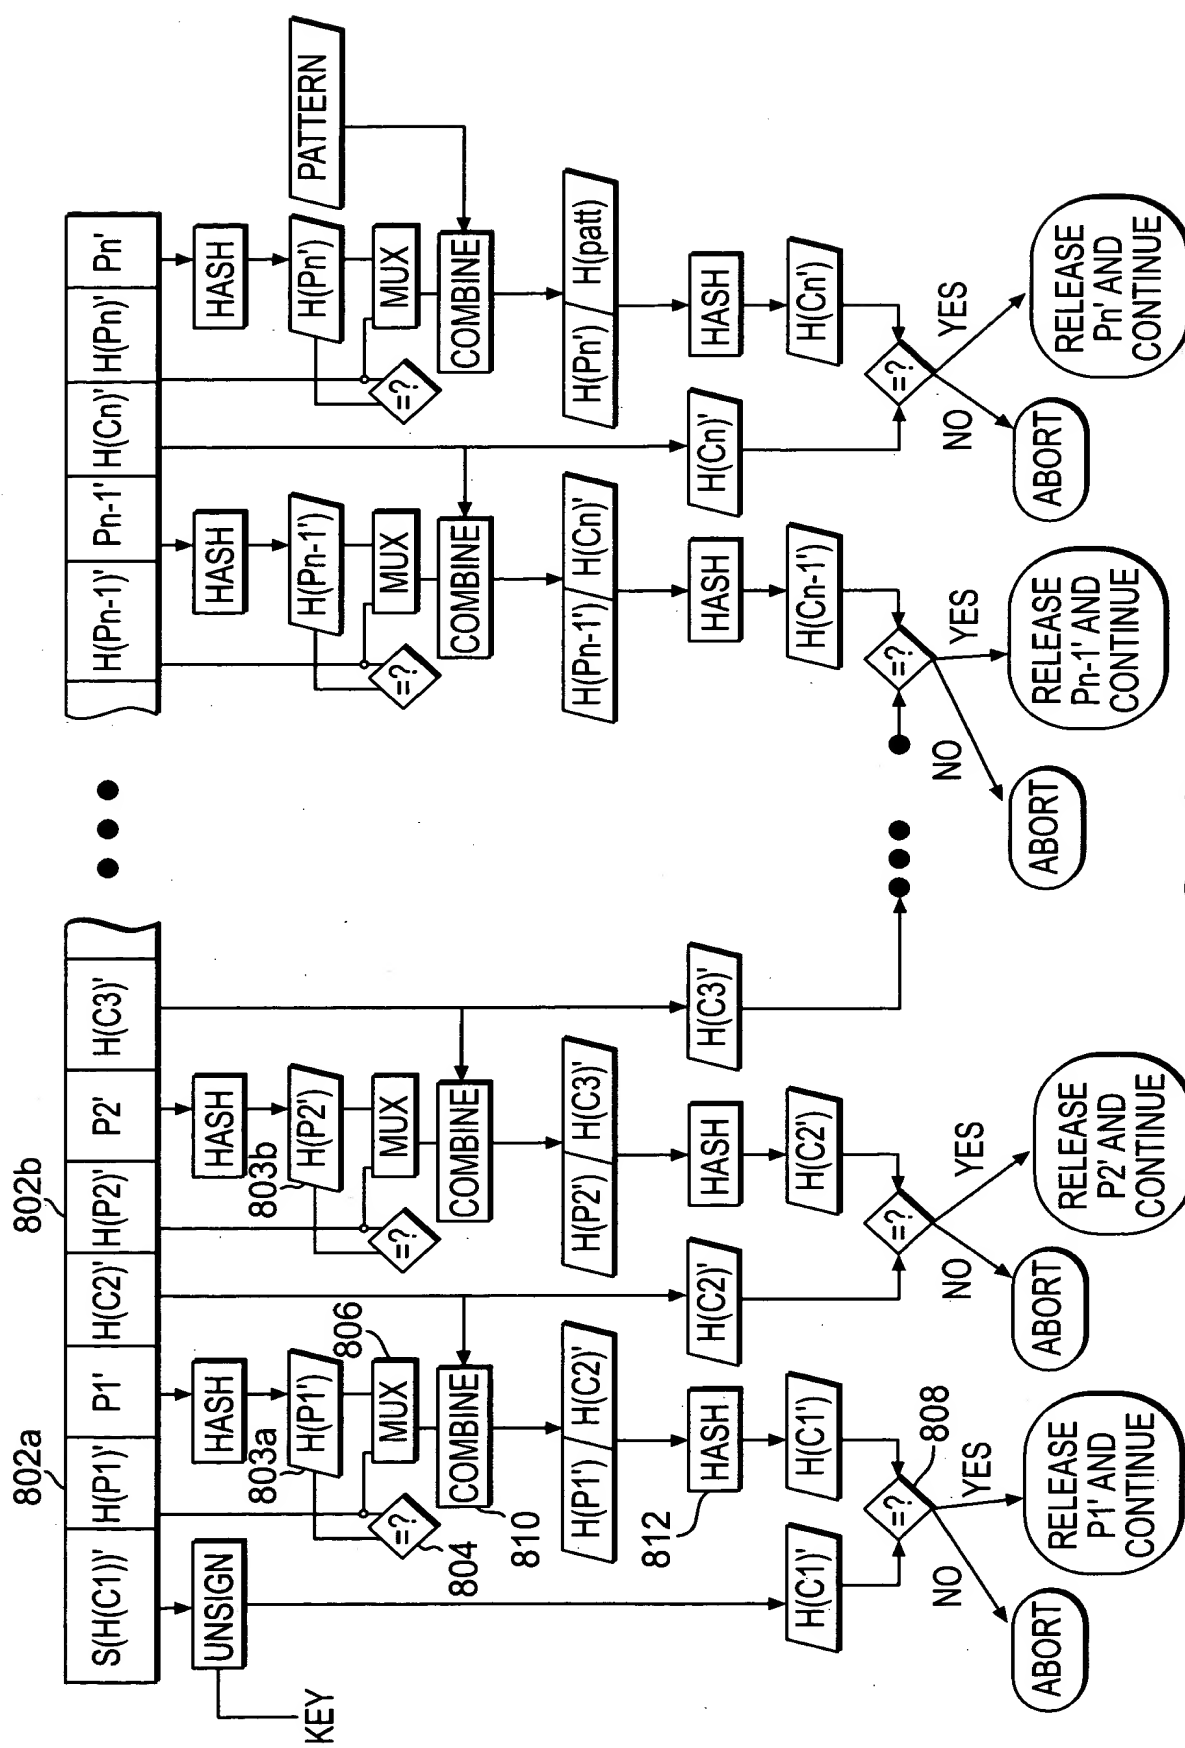 802a
802b
S(H(C1))'
H(P1)'
P1'
H(C2)'
H(P2)'
P2'
H(C3)'
H(Pn-1)'
Pn-1'
H(Cn)'
H(Pn)'
Pn'
KEY
UNSIGN
HASH
HASH
HASH
HASH
803a
803b
H(P1')
H(P2')
H(Pn-1')
H(Pn')
PATTERN
=?
804
MUX
806
=?
MUX
=?
MUX
=?
MUX
COMBINE
810
COMBINE
COMBINE
COMBINE
H(P1')
H(C2)'
H(P2')
H(C3)'
H(Pn-1')
H(Cn)'
H(Pn')
H(patt)
812
HASH
H(C2)'
HASH
H(C3)'
HASH
H(Cn)'
HASH
H(C1)'
H(C1')
H(C2')
H(Cn-1')
H(Cn')
=?
808
=?
=?
=?
NO
YES
NO
YES
NO
YES
NO
YES
ABORT
RELEASE
P1' AND
CONTINUE
ABORT
RELEASE
P2' AND
CONTINUE
ABORT
RELEASE
Pn-1' AND
CONTINUE
ABORT
RELEASE
Pn' AND
CONTINUE